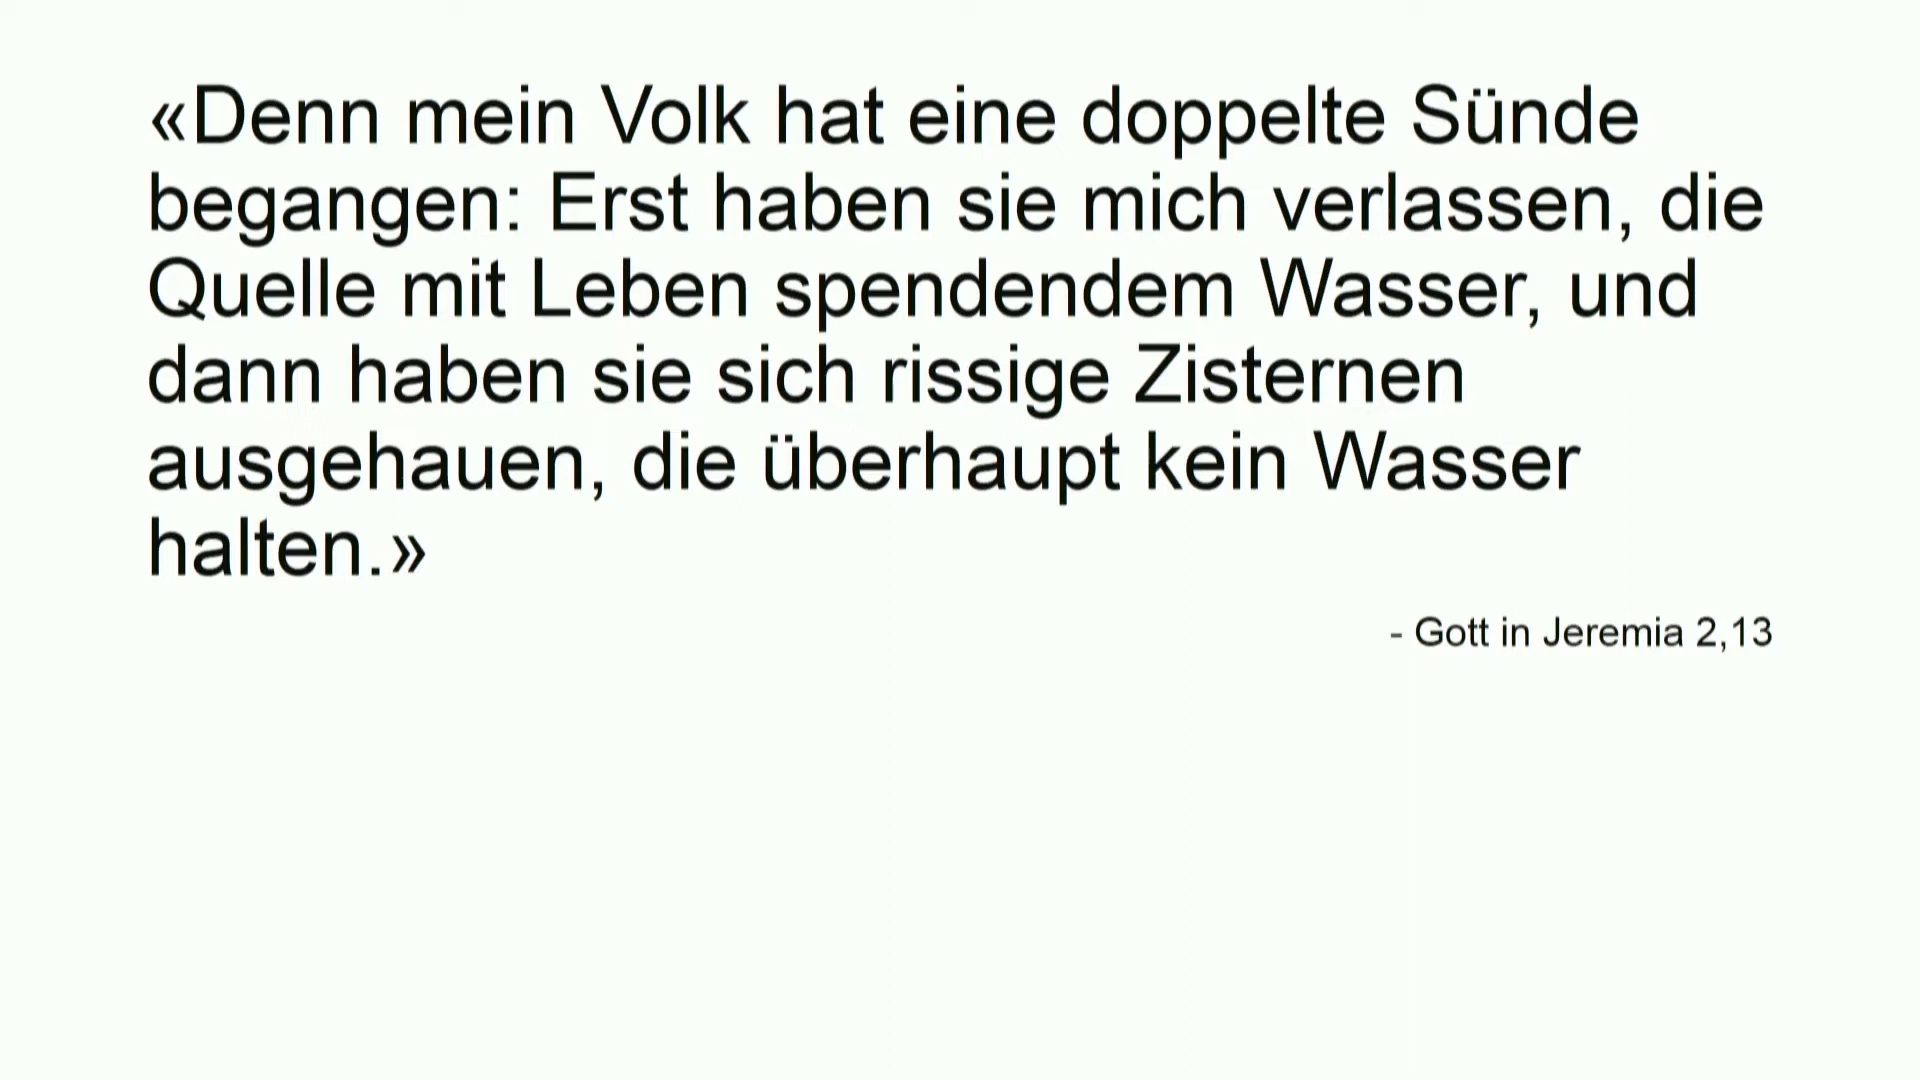 «Denn mein Volk hat eine doppelte Sünde
begangen: Erst haben sie mich verlassen, die
Quelle mit Leben spendendem Wasser, und
dann haben sie sich rissige Zisternen
ausgehauen, die überhaupt kein Wasser
halten.»
- Gott in Jeremia 2,13